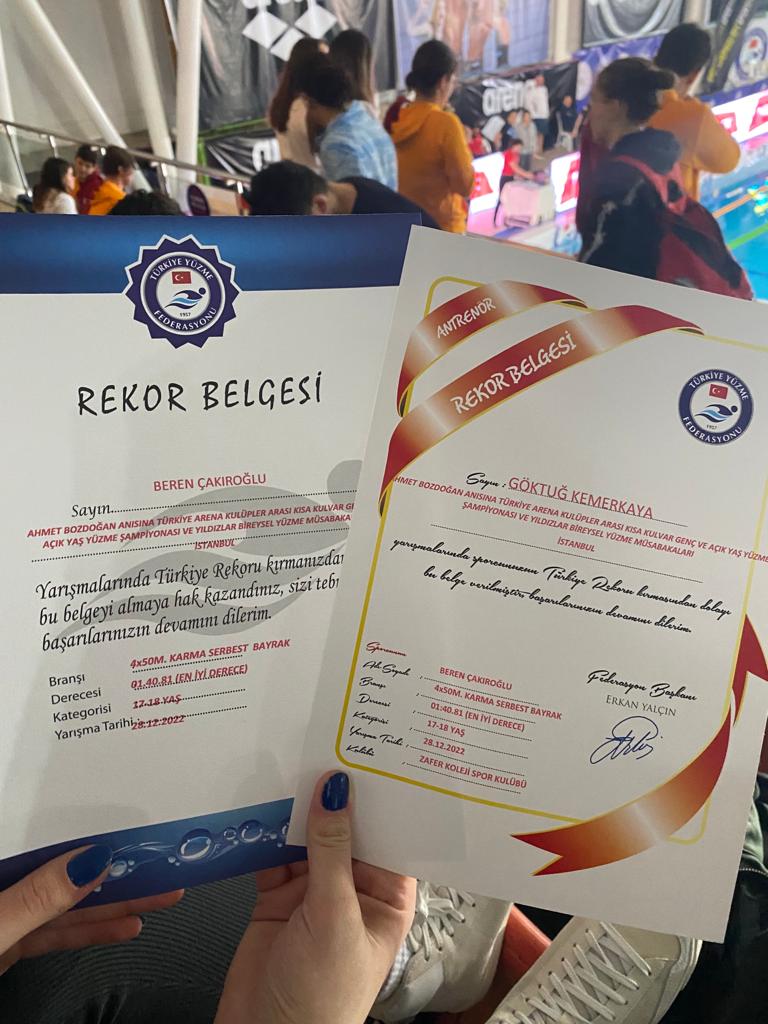 arena
TÜRKİYE YÜZME
1957
FEDERASYONU
REKOR BELGESİ
BEREN ÇAKIROĞLU
Sayın
AHMET BOZDOĞAN ANISINA TÜRKİYE ARENA KULÜPLER ARASI KISA KULVAR
AÇIK YAŞ YÜZME ŞAMPİYONASI VE YILDIZLAR BİREYSEL YÜZME MÜSABAKA
İSTANBUL
Yarışmalarında Türkiye Rekoru kırmanızdan
bu belgeyi almaya hak kazandınız, sizi
başarılarınızın devamını dilerim.
Branşı 4x50M. KARMA SERBEST BAYRAK
Derecesi 01.40.81 (EN İYİ DERECE)
Kategorisi 17-18 YAŞ
Yarışma Tarihi 28.12.2022
ANTRENÖR
REKOR BELGESİ
TÜRKİYE YÜZME
1957
FEDERASYONU
Sayın : GÖKTUĞ KEMERKAYA
AHMET BOZDOĞAN ANISINA TÜRKİYE ARENA KULÜPLER ARASI KISA KULVAR GENÇ VE AÇIK YAŞ YÜZME
ŞAMPİYONASI VE YILDIZLAR BİREYSEL YÜZME MÜSABAKALARI
İSTANBUL
yarışmalarında sporcunuzun Türkiye Rekoru kırmasından dolayı
bu belge verilmiştir, başarılarınızın devamını dilerim.
Sporcunun
Adı Soyadı BEREN ÇAKIROĞLU
Branşı 4x50M. KARMA SERBEST BAYRAK
Derecesi 01:40.81 (EN İYİ DERECE)
Kategorisi 17-18 YAŞ
Yarışma Tarihi 28.12.2022
Kulübü ZAFER KOLEJİ SPOR KULÜBÜ
Federasyon Başkanı
ERKAN YALÇIN